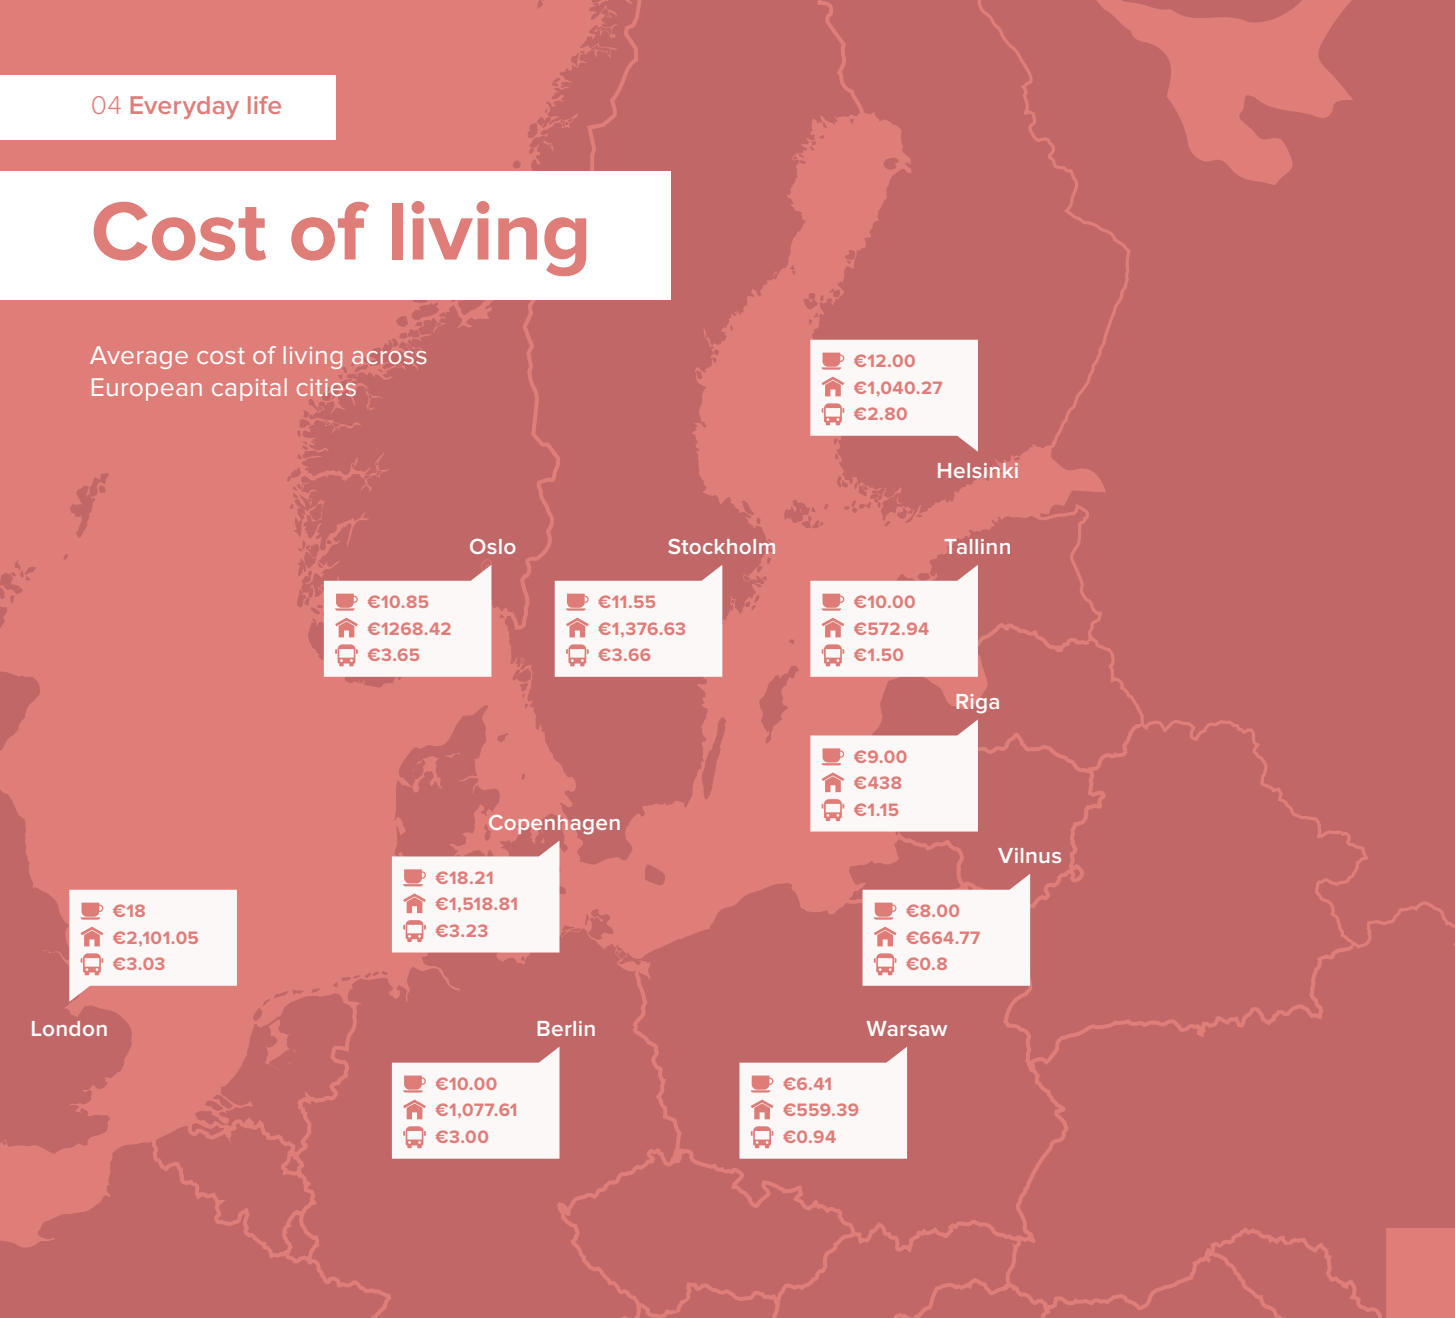 04 Everyday life
Cost of living
Average cost of living across
European capital cities
€12.00
€1,040.27
€2.80
Helsinki
Oslo
€10.85
€1268.42
€3.65
Stockholm
€11.55
€1,376.63
€3.66
Tallinn
€10.00
€572.94
€1.50
Riga
€9.00
€438
€1.15
Copenhagen
€18.21
€1,518.81
€3.23
Vilnus
€8.00
€664.77
€0.8
€18
€2,101.05
€3.03
London
Berlin
€10.00
€1,077.61
€3.00
Warsaw
€6.41
€559.39
€0.94